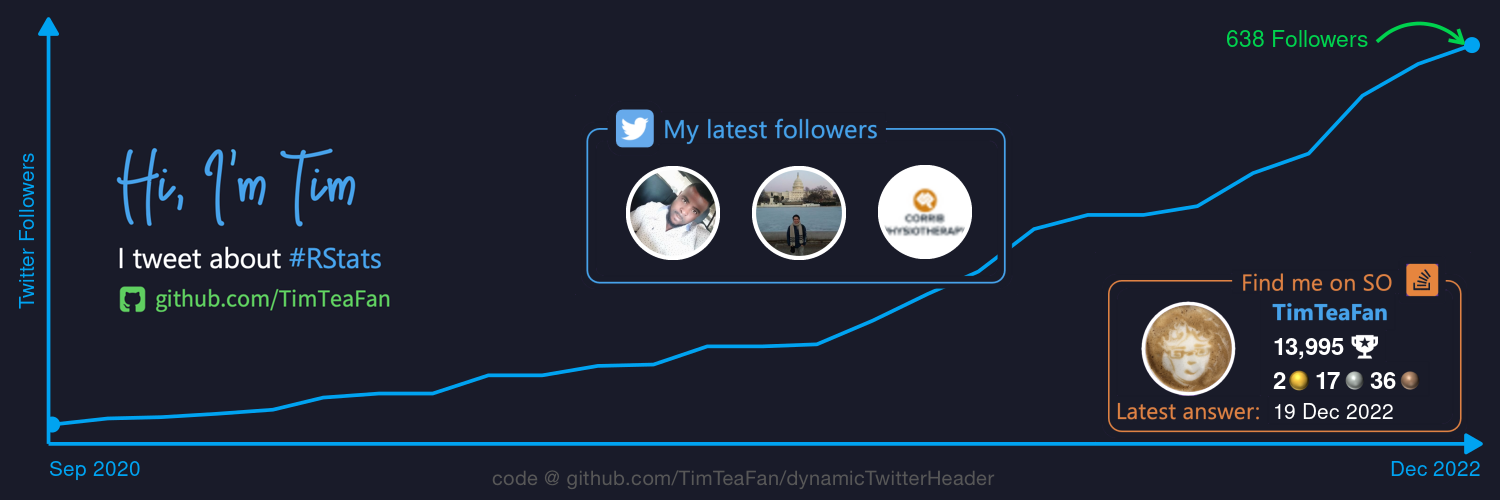 638 Followers
Twitter Followers
My latest followers
Hi, I'm Tim
I tweet about #RStats
github.com/TimTeaFan
CORRIB
PHYSIOTHERAPY
Find me on SO
TimTeaFan
13,995
2 17 36
Latest answer: 19 Dec 2022
Sep 2020
Dec 2022
code @ github.com/TimTeaFan/dynamicTwitterHeader